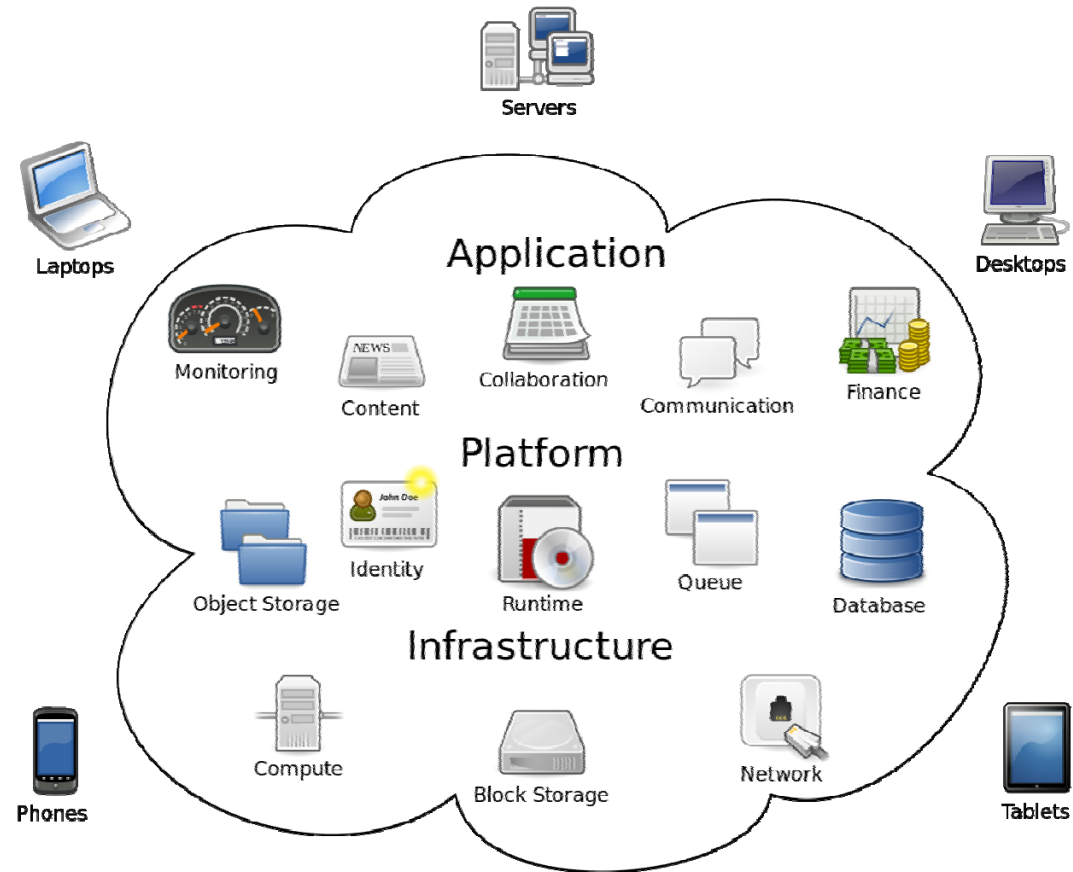 Servers
Laptops
Desktops
Application
Monitoring
NEWS
Content
Collaboration
Communication
Finance
Platform
Object Storage
John Doe
Identity
Runtime
Queue
Database
Infrastructure
Compute
Block Storage
Network
Phones
Tablets